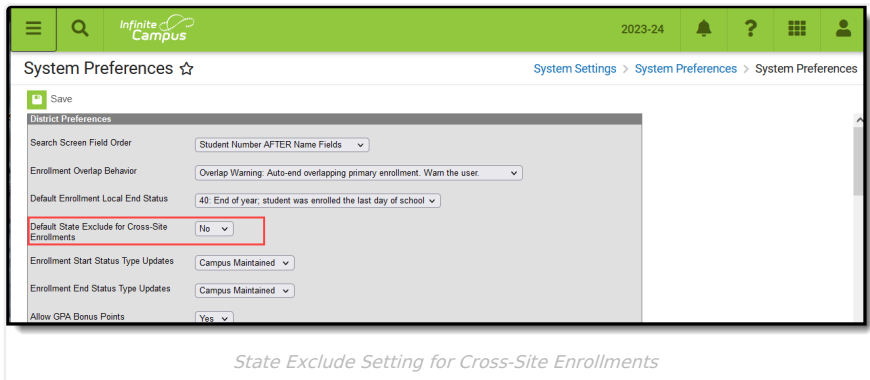 Infinite Campus 2023-24
System Preferences System Settings > System Preferences > System Preferences
Save
District Preferences
Search Screen Field Order Student Number AFTER Name Fields
Enrollment Overlap Behavior Overlap Warning: Auto-end overlapping primary enrollment. Warn the user.
Default Enrollment Local End Status 40: End of year; student was enrolled the last day of school
Default State Exclude for Cross-Site No
Enrollments
Enrollment Start Status Type Updates Campus Maintained
Enrollment End Status Type Updates Campus Maintained
Allow GPA Bonus Points Yes
State Exclude Setting for Cross-Site Enrollments